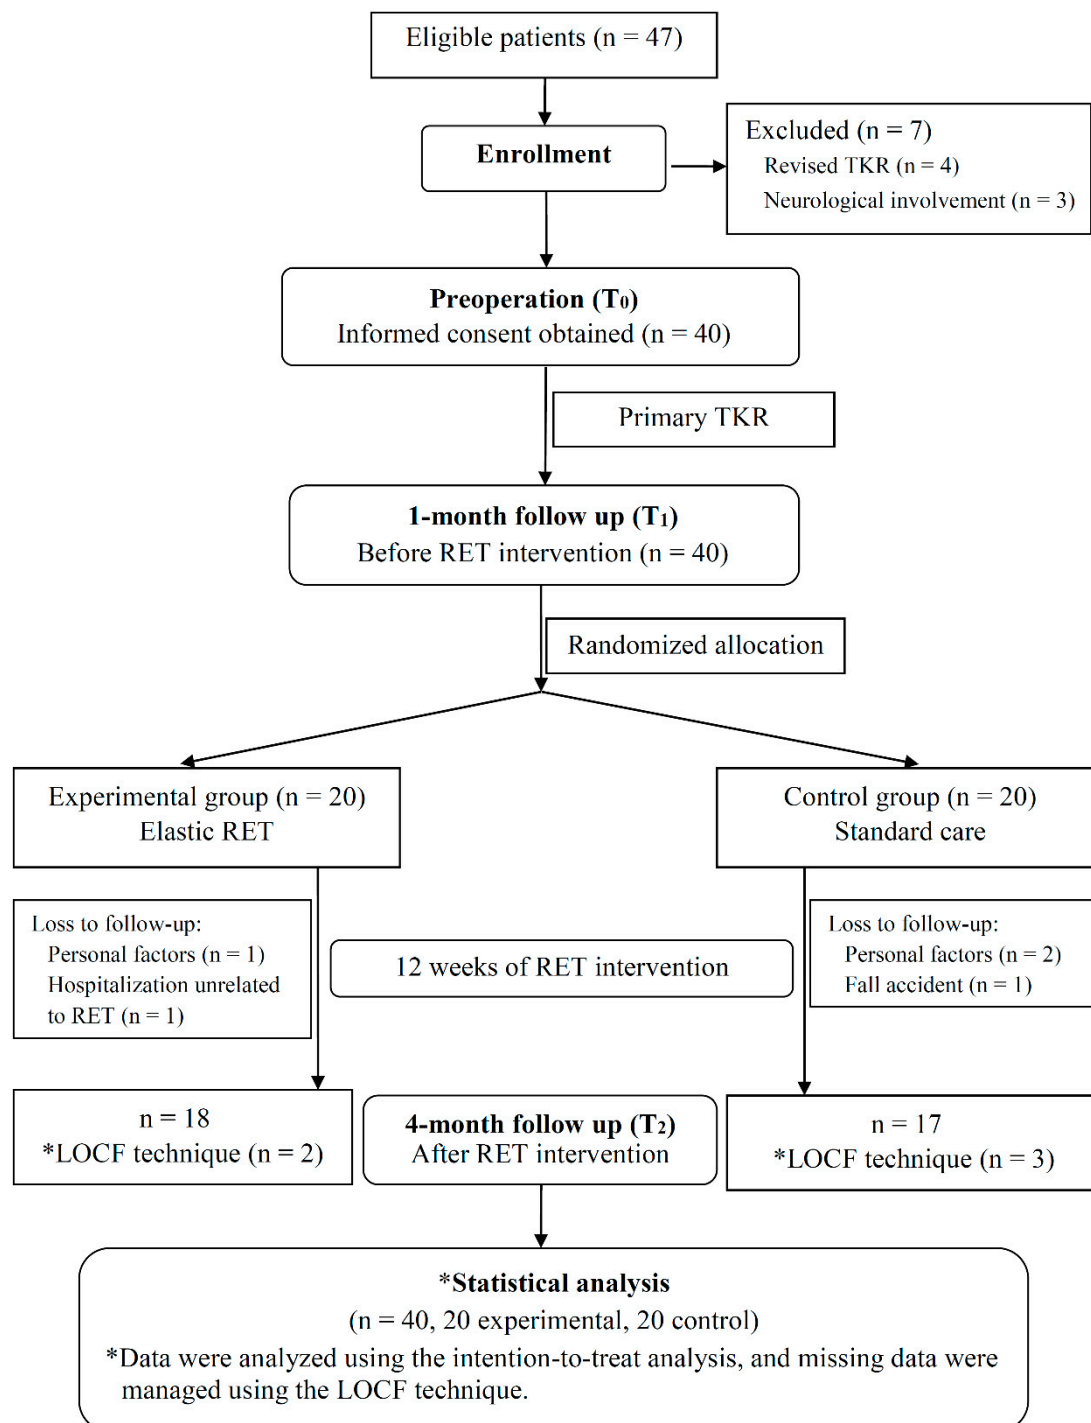 Eligible patients (n = 47)
Enrollment
Excluded (n = 7)
Revised TKR (n = 4)
Neurological involvement (n = 3)
Preoperation (T₀)
Informed consent obtained (n = 40)
Primary TKR
1-month follow up (T₁)
Before RET intervention (n = 40)
Randomized allocation
Experimental group (n = 20)
Elastic RET
Control group (n = 20)
Standard care
Loss to follow-up:
Personal factors (n = 1)
Hospitalization unrelated
to RET (n = 1)
12 weeks of RET intervention
Loss to follow-up:
Personal factors (n = 2)
Fall accident (n = 1)
n = 18
*LOCF technique (n = 2)
4-month follow up (T₂)
After RET intervention
n = 17
*LOCF technique (n = 3)
*Statistical analysis
(n = 40, 20 experimental, 20 control)
*Data were analyzed using the intention-to-treat analysis, and missing data were
managed using the LOCF technique.